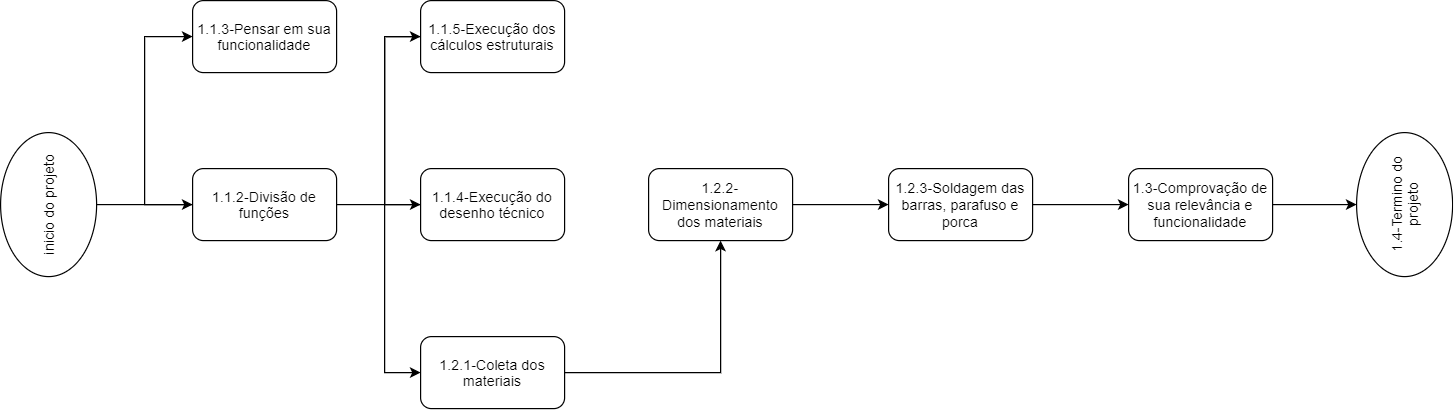 inicio do projeto
1.1.3-Pensar em sua
funcionalidade
1.1.2-Divisão de
funções
1.1.5-Execução dos
cálculos estruturais
1.1.4-Execução do
desenho técnico
1.2.1-Coleta dos
materiais
1.2.2-
Dimensionamento
dos materiais
1.2.3-Soldagem das
barras, parafuso e
porca
1.3-Comprovação de
sua relevância e
funcionalidade
1.4-Termino do
projeto